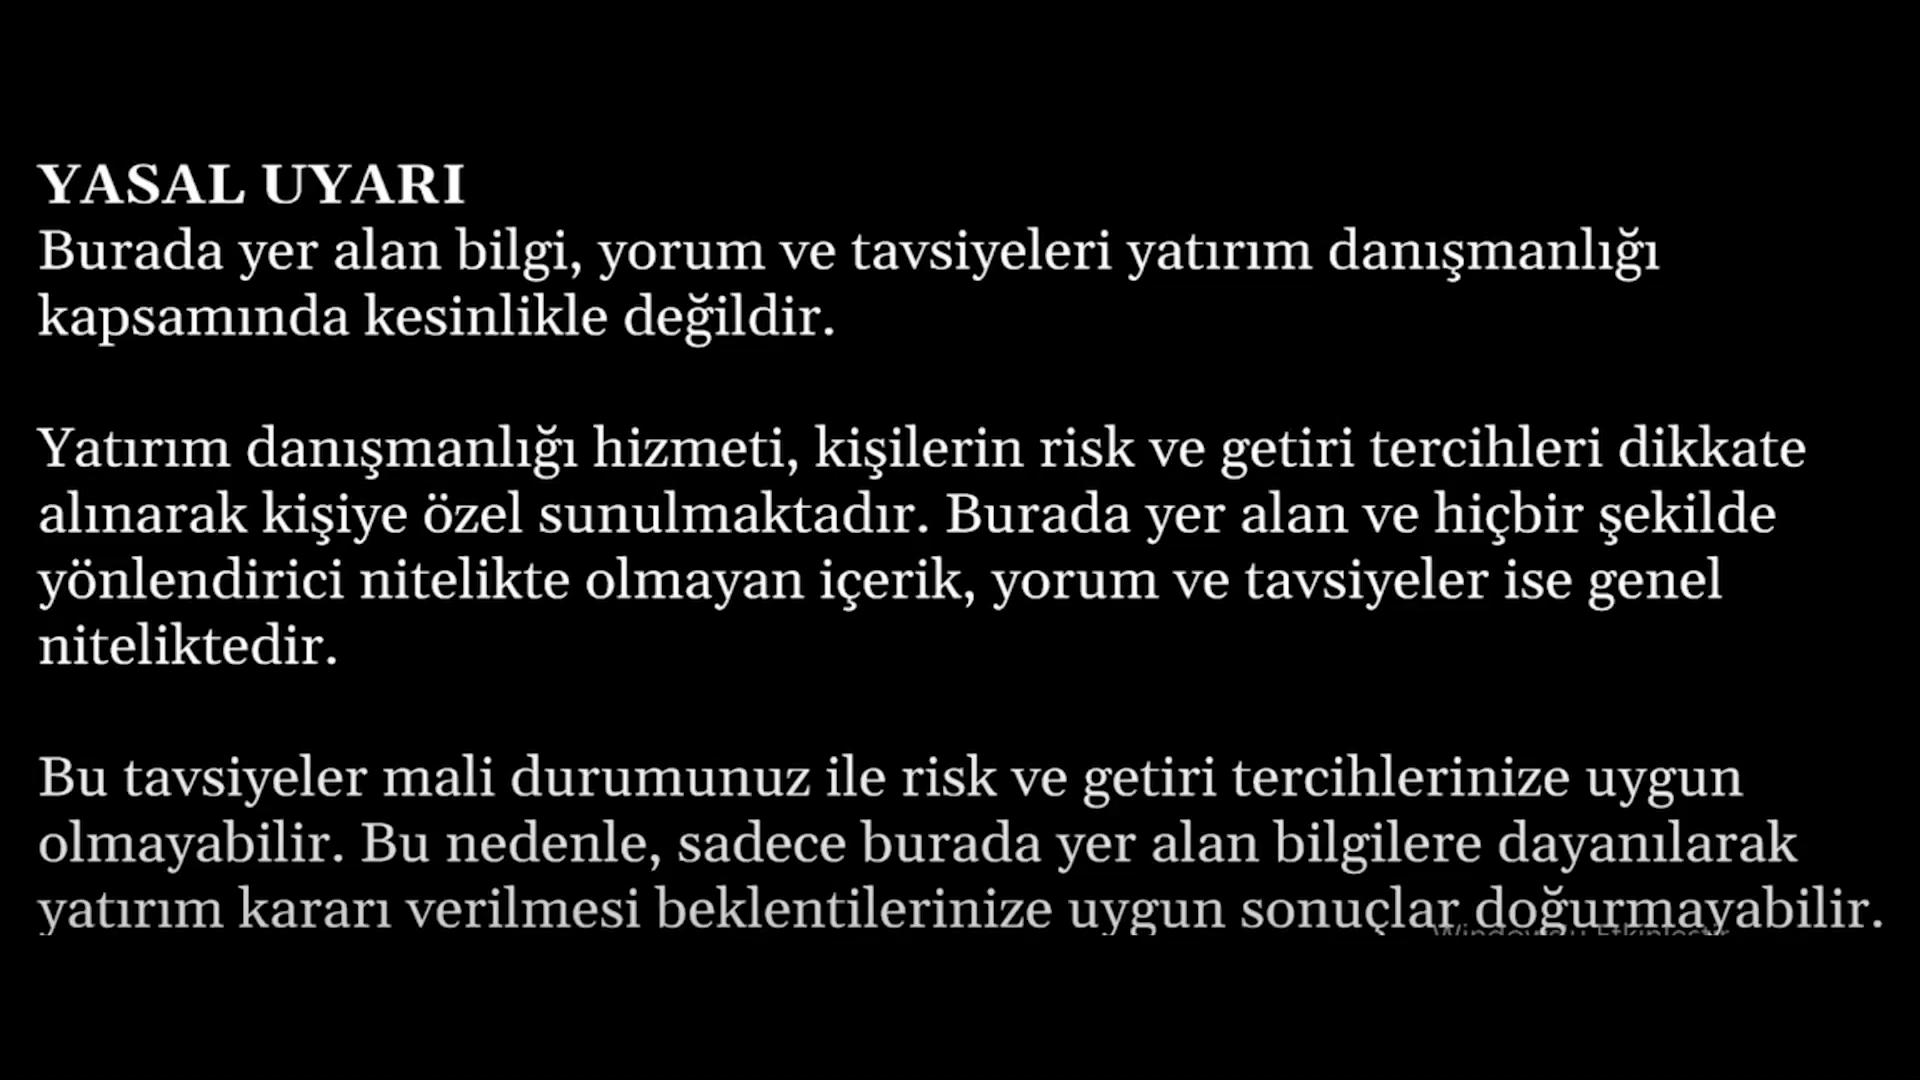 YASAL UYARI
Burada yer alan bilgi, yorum ve tavsiyeleri yatırım danışmanlığı
kapsamında kesinlikle değildir.
Yatırım danışmanlığı hizmeti, kişilerin risk ve getiri tercihleri dikkate
alınarak kişiye özel sunulmaktadır. Burada yer alan ve hiçbir şekilde
yönlendirici nitelikte olmayan içerik, yorum ve tavsiyeler ise genel
niteliktedir.
Bu tavsiyeler mali durumunuz ile risk ve getiri tercihlerinize uygun
olmayabilir. Bu nedenle, sadece burada yer alan bilgilere dayanılarak
yatırım kararı verilmesi beklentilerinize uygun sonuçlar doğurmayabilir.